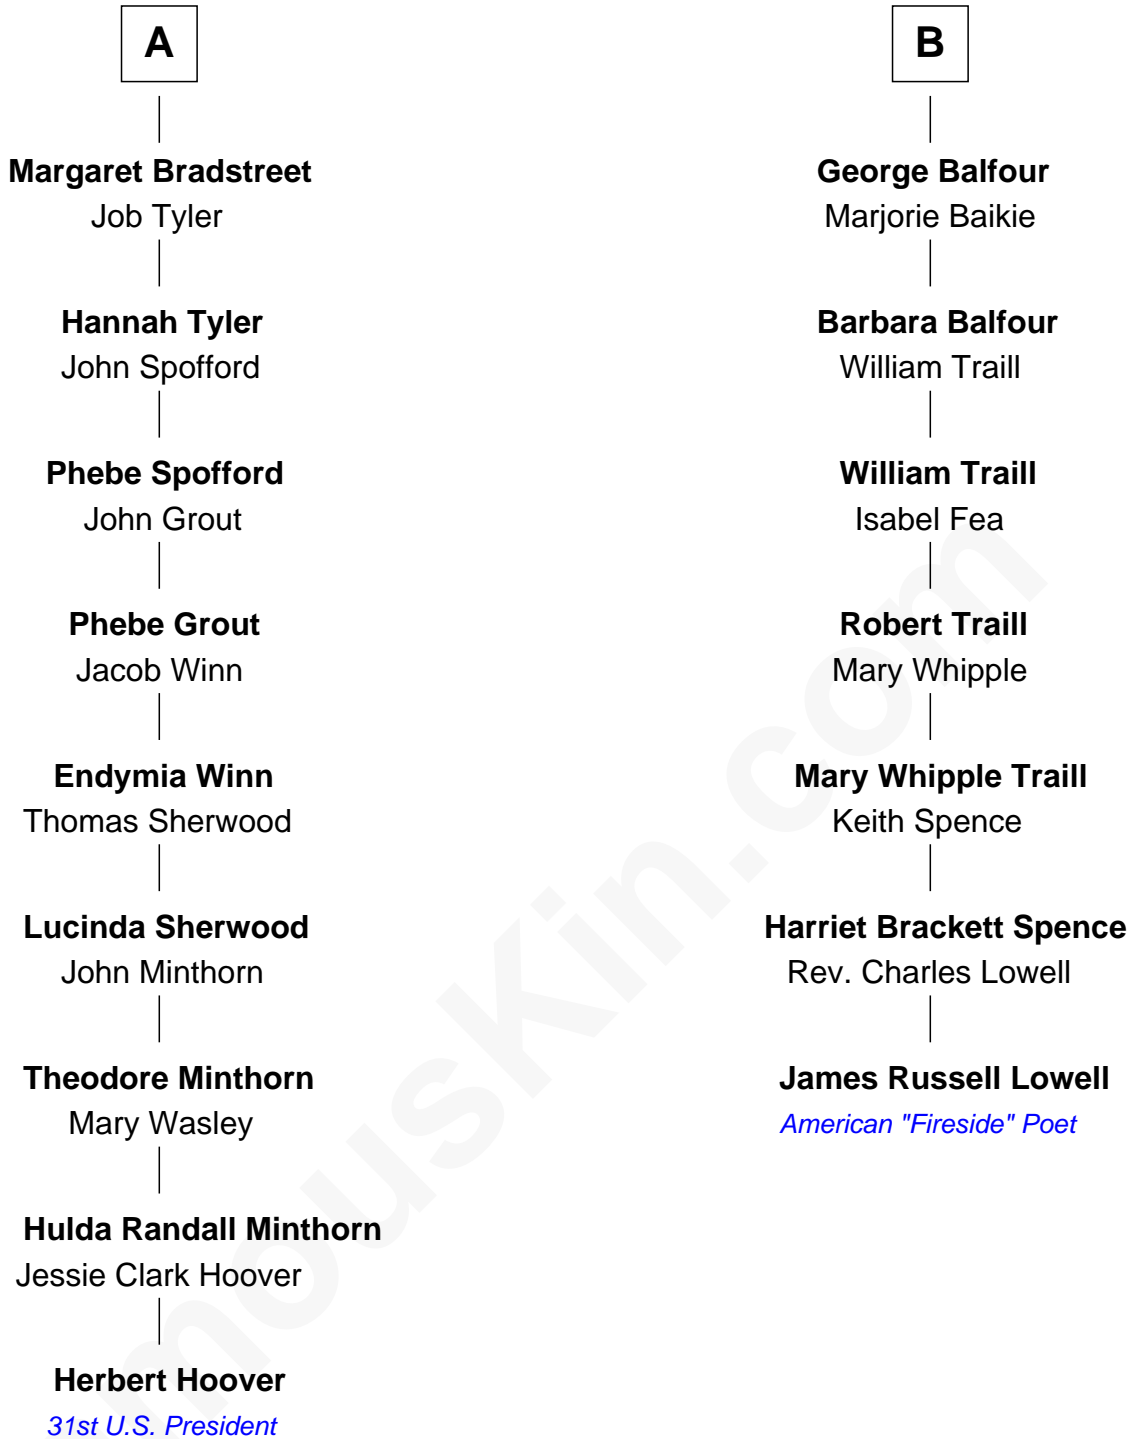 A
Margaret Bradstreet
Job Tyler
Hannah Tyler
John Spofford
Phebe Spofford
John Grout
Phebe Grout
Jacob Winn
Endymia Winn
Thomas Sherwood
Lucinda Sherwood
John Minthorn
Theodore Minthorn
Mary Wasley
Hulda Randall Minthorn
Jessie Clark Hoover
Herbert Hoover
31st U.S. President
B
George Balfour
Marjorie Baikie
Barbara Balfour
William Traill
William Traill
Isabel Fea
Robert Traill
Mary Whipple
Mary Whipple Traill
Keith Spence
Harriet Brackett Spence
Rev. Charles Lowell
James Russell Lowell
American "Fireside" Poet
mousKin.com